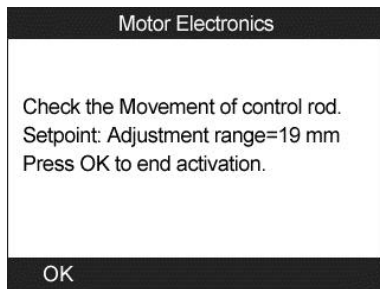 Motor Electronics
Check the Movement of control rod.
Setpoint: Adjustment range=19 mm
Press OK to end activation.
OK